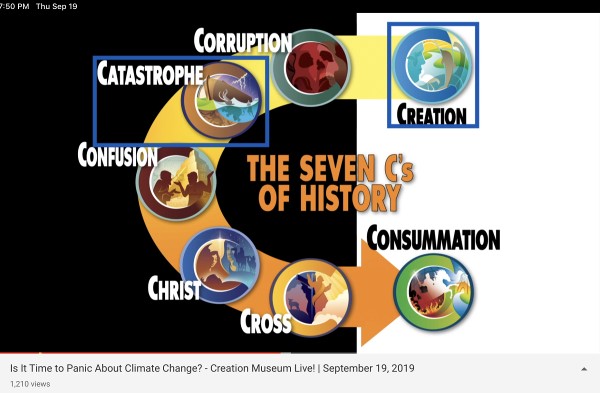 7:50 PM Thu Sep 19
CORRUPTION
CATASTROPHE
CREATION
CONFUSION
THE SEVEN C's
OF HISTORY
CONSUMMATION
CHRIST
CROSS
Is It Time to Panic About Climate Change? - Creation Museum Live! | September 19, 2019
1,210 views